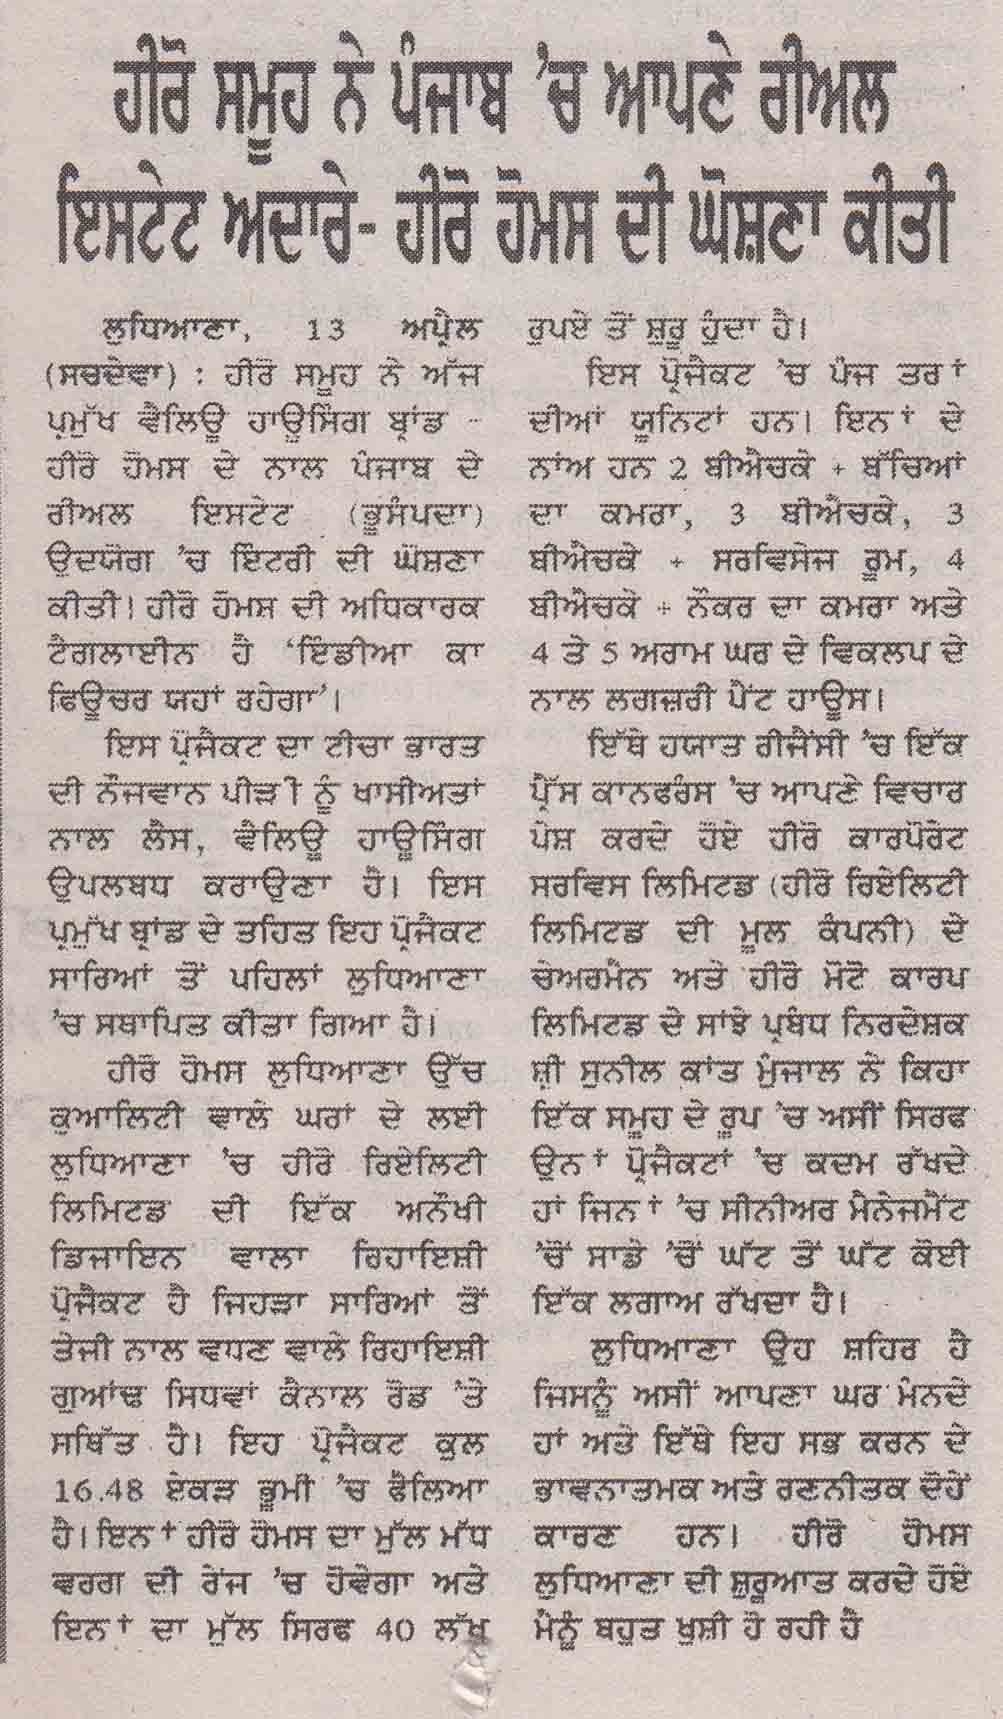 ਹੀਰੋ ਸਮੂਹ ਨੇ ਪੰਜਾਬ 'ਚ ਆਪਣੇ ਰੀਅਲ
ਇਸਟੇਟ ਅਦਾਰੇ- ਹੀਰੋ ਹੋਮਸ ਦੀ ਘੋਸ਼ਣਾ ਕੀਤੀ
ਲੁਧਿਆਣਾ, 13 ਅਪ੍ਰੈਲ
(ਸਚਦੇਵਾ) : ਹੀਰੋ ਸਮੂਹ ਨੇ ਅੱਜ
ਪ੍ਰਮੁੱਖ ਵੈਲਿਊ ਹਾਊਸਿੰਗ ਬ੍ਰਾਂਡ -
ਹੀਰੋ ਹੋਮਸ ਦੇ ਨਾਲ ਪੰਜਾਬ ਦੇ
ਰੀਅਲ ਇਸਟੇਟ (ਭੂਸੰਪਦਾ)
ਉਦਯੋਗ 'ਚ ਇੰਟਰੀ ਦੀ ਘੋਸ਼ਣਾ
ਕੀਤੀ। ਹੀਰੋ ਹੋਮਸ ਦੀ ਅਧਿਕਾਰਕ
ਟੈਗਲਾਈਨ ਹੈ 'ਇੰਡੀਆ ਕਾ
ਫਿਊਚਰ ਯਹਾਂ ਰਹੇਗਾ'।
ਇਸ ਪ੍ਰੋਜੈਕਟ ਦਾ ਟੀਚਾ ਭਾਰਤ
ਦੀ ਨੌਜਵਾਨ ਪੀੜੀ ਨੂੰ ਖਾਸੀਅਤਾਂ
ਨਾਲ ਲੈਸ, ਵੈਲਿਊ ਹਾਊਸਿੰਗ
ਉਪਲਬਧ ਕਰਾਉਣਾ ਹੈ। ਇਸ
ਪ੍ਰਮੁੱਖ ਬ੍ਰਾਂਡ ਦੇ ਤਹਿਤ ਇਹ ਪ੍ਰੋਜੈਕਟ
ਸਾਰਿਆਂ ਤੋਂ ਪਹਿਲਾਂ ਲੁਧਿਆਣਾ
'ਚ ਸਥਾਪਿਤ ਕੀਤਾ ਗਿਆ ਹੈ।
ਹੀਰੋ ਹੋਮਸ ਲੁਧਿਆਣਾ ਉੱਚ
ਕੁਆਲਿਟੀ ਵਾਲੇ ਘਰਾਂ ਦੇ ਲਈ
ਲੁਧਿਆਣਾ 'ਚ ਹੀਰੋ ਰਿਏਲਿਟੀ
ਲਿਮਿਟਡ ਦੀ ਇੱਕ ਅਨੌਖੀ
ਡਿਜਾਇਨ ਵਾਲਾ ਰਿਹਾਇਸ਼ੀ
ਪ੍ਰੋਜੈਕਟ ਹੈ ਜਿਹੜਾ ਸਾਰਿਆਂ ਤੋਂ
ਤੇਜੀ ਨਾਲ ਵਧਣ ਵਾਲੇ ਰਿਹਾਇਸ਼ੀ
ਗੁਆਂਢ ਸਿਧਵਾਂ ਕੈਨਾਲ ਰੋਡ 'ਤੇ
ਸਥਿੱਤ ਹੈ। ਇਹ ਪ੍ਰੋਜੈਕਟ ਕੁਲ
16.48 ਏਕੜ ਭੂਮੀ 'ਚ ਫੈਲਿਆ
ਹੈ। ਇਨਾਂ ਹੀਰੋ ਹੋਮਸ ਦਾ ਮੁੱਲ ਮੱਧ
ਵਰਗ ਦੀ ਰੇਂਜ 'ਚ ਹੋਵੇਗਾ ਅਤੇ
ਇਨਾਂ ਦਾ ਮੁੱਲ ਸਿਰਫ 40 ਲੱਖ
ਰੁਪਏ ਤੋਂ ਸ਼ੁਰੂ ਹੁੰਦਾ ਹੈ।
ਇਸ ਪ੍ਰੋਜੈਕਟ 'ਚ ਪੰਜ ਤਰਾਂ
ਦੀਆਂ ਯੂਨਿਟਾਂ ਹਨ। ਇਨਾਂ ਦੇ
ਨਾਂਅ ਹਨ 2 ਬੀਐਚਕੇ + ਬੱਚਿਆਂ
ਦਾ ਕਮਰਾ, 3 ਬੀਐਚਕੇ, 3
ਬੀਐਚਕੇ + ਸਰਵਿਸੇਜ ਰੂਮ, 4
ਬੀਐਚਕੇ + ਨੌਕਰ ਦਾ ਕਮਰਾ ਅਤੇ
4 ਤੇ 5 ਅਰਾਮ ਘਰ ਦੇ ਵਿਕਲਪ ਦੇ
ਨਾਲ ਲਗਜ਼ਰੀ ਪੈਂਟ ਹਾਊਸ।
ਇੱਥੇ ਹਯਾਤ ਰੀਜੈਂਸੀ 'ਚ ਇੱਕ
ਪ੍ਰੈੱਸ ਕਾਨਫਰੰਸ 'ਚ ਆਪਣੇ ਵਿਚਾਰ
ਪੇਸ਼ ਕਰਦੇ ਹੋਏ ਹੀਰੋ ਕਾਰਪੋਰੇਟ
ਸਰਵਿਸ ਲਿਮਿਟਡ (ਹੀਰੋ ਰਿਏਲਿਟੀ
ਲਿਮਿਟਡ ਦੀ ਮੂਲ ਕੰਪਨੀ) ਦੇ
ਚੇਅਰਮੈਨ ਅਤੇ ਹੀਰੋ ਮੋਟੋ ਕਾਰਪ
ਲਿਮਿਟਡ ਦੇ ਸਾਂਝੇ ਪ੍ਰਬੰਧ ਨਿਰਦੇਸ਼ਕ
ਸ਼੍ਰੀ ਸੁਨੀਲ ਕਾਂਤ ਮੁੰਜਾਲ ਨੇ ਕਿਹਾ
ਇੱਕ ਸਮੂਹ ਦੇ ਰੂਪ 'ਚ ਅਸੀਂ ਸਿਰਫ
ਉਨਾਂ ਪ੍ਰੋਜੈਕਟਾਂ 'ਚ ਕਦਮ ਰੱਖਦੇ
ਹਾਂ ਜਿਨਾਂ 'ਚ ਸੀਨੀਅਰ ਮੈਨੇਜਮੈਂਟ
'ਚੋਂ ਸਾਡੇ 'ਚੋਂ ਘੱਟ ਤੋਂ ਘੱਟ ਕੋਈ
ਇੱਕ ਲਗਾਅ ਰੱਖਦਾ ਹੈ।
ਲੁਧਿਆਣਾ ਉਹ ਸ਼ਹਿਰ ਹੈ
ਜਿਸਨੂੰ ਅਸੀਂ ਆਪਣਾ ਘਰ ਮੰਨਦੇ
ਹਾਂ ਅਤੇ ਇੱਥੇ ਇਹ ਸਭ ਕਰਨ ਦੇ
ਭਾਵਨਾਤਮਕ ਅਤੇ ਰਣਨੀਤਕ ਦੋਹੇਂ
ਕਾਰਣ ਹਨ। ਹੀਰੋ ਹੋਮਸ
ਲੁਧਿਆਣਾ ਦੀ ਸ਼ੁਰੂਆਤ ਕਰਦੇ ਹੋਏ
ਮੈਨੂੰ ਬਹੁਤ ਖੁਸ਼ੀ ਹੋ ਰਹੀ ਹੈ